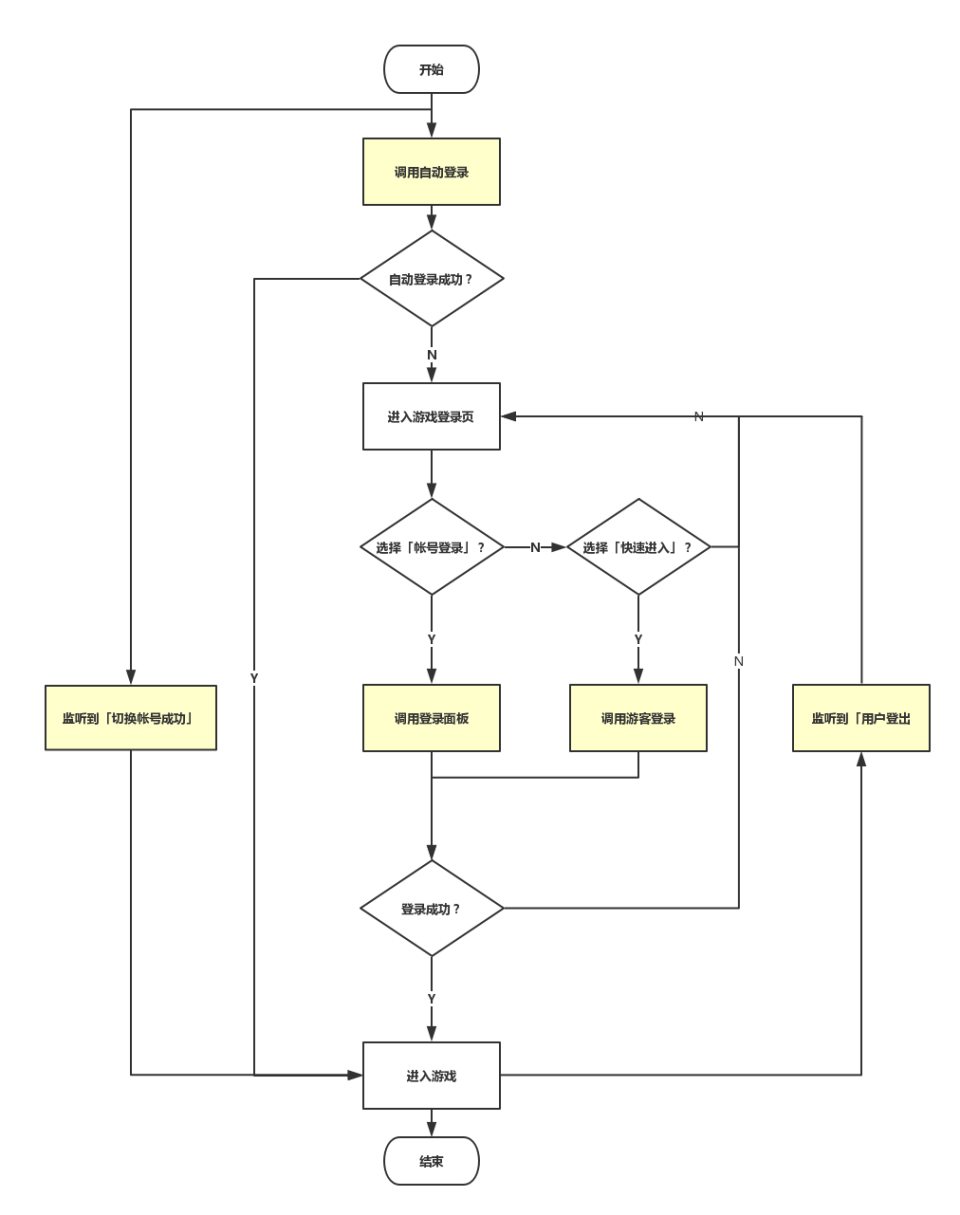 开始
调用自动登录
自动登录成功？
N
进入游戏登录页
N
选择「帐号登录」？
N
选择「快速进入」？
Y
Y
N
Y
监听到「切换帐号成功」
调用登录面板
调用游客登录
监听到「用户登出
登录成功？
Y
进入游戏
结束